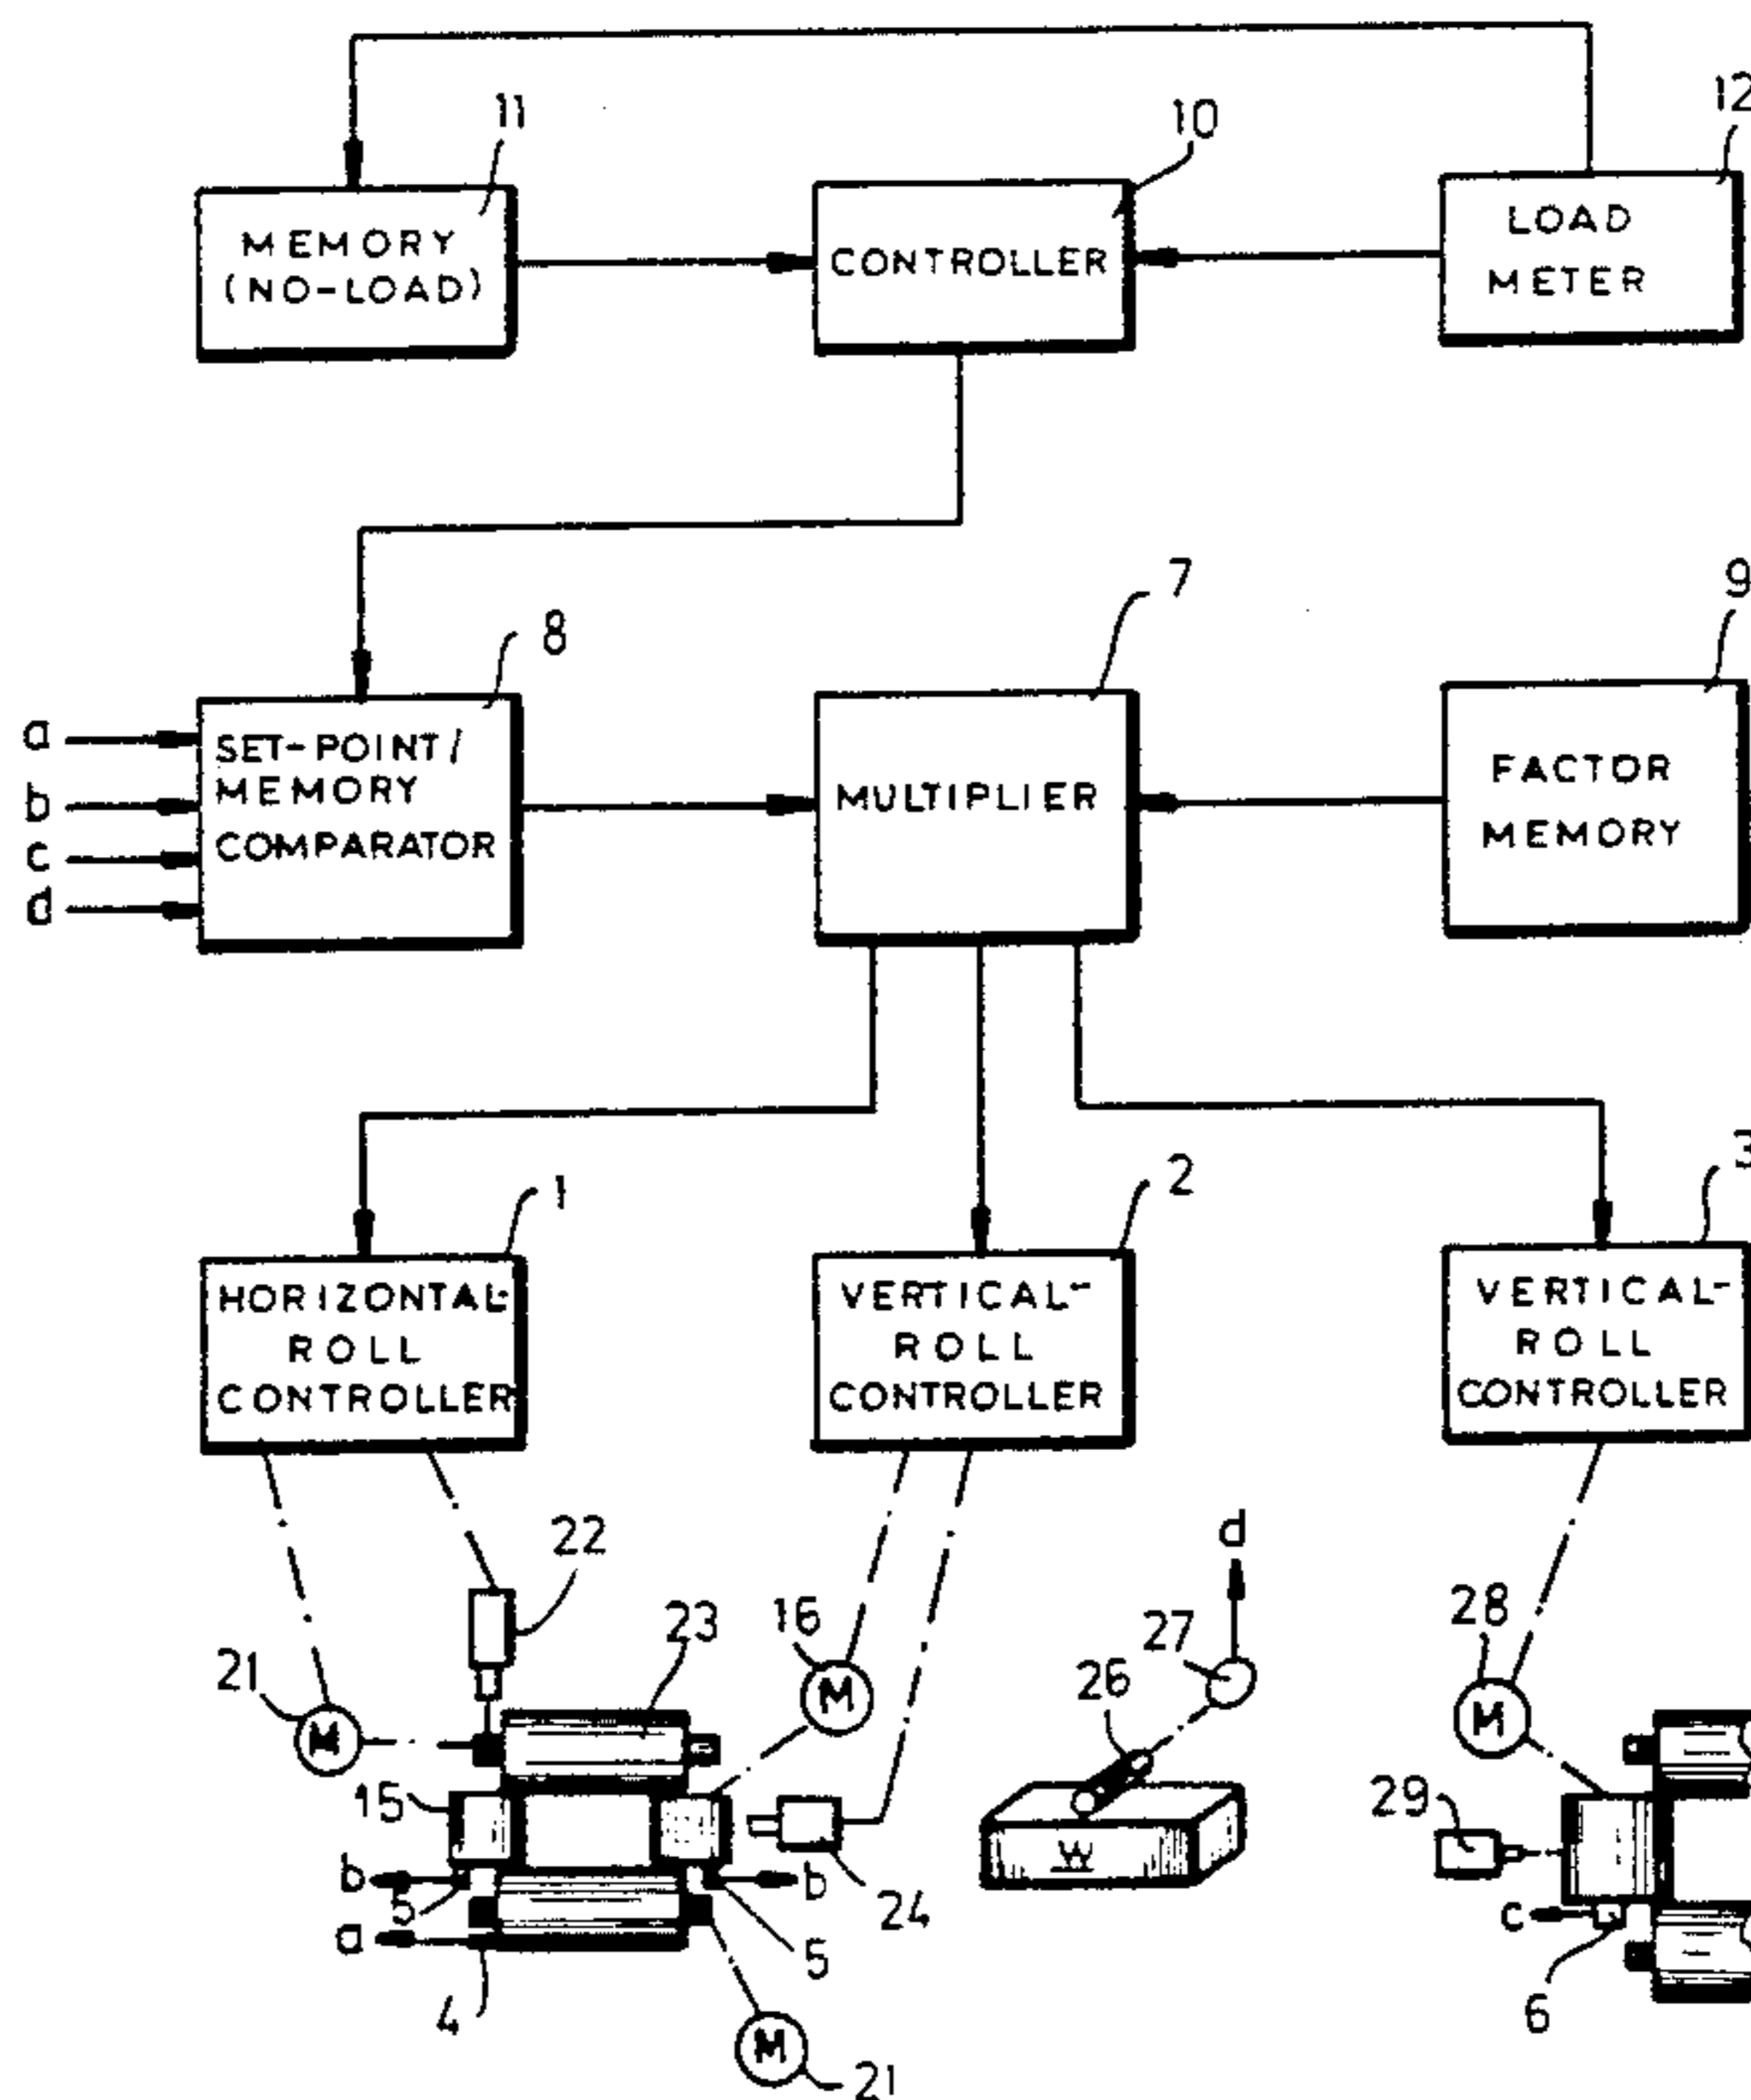 11
10
12
MEMORY
(NO-LOAD)
CONTROLLER
LOAD
METER
8
7
9
a
b
c
d
SET-POINT/
MEMORY
COMPARATOR
MULTIPLIER
FACTOR
MEMORY
1
2
3
HORIZONTAL-
ROLL
CONTROLLER
VERTICAL-
ROLL
CONTROLLER
VERTICAL-
ROLL
CONTROLLER
22
d
21
23
16
27
28
M
M
26
M
15
29
W
b
5
b
24
c
a
5
4
6
M
21